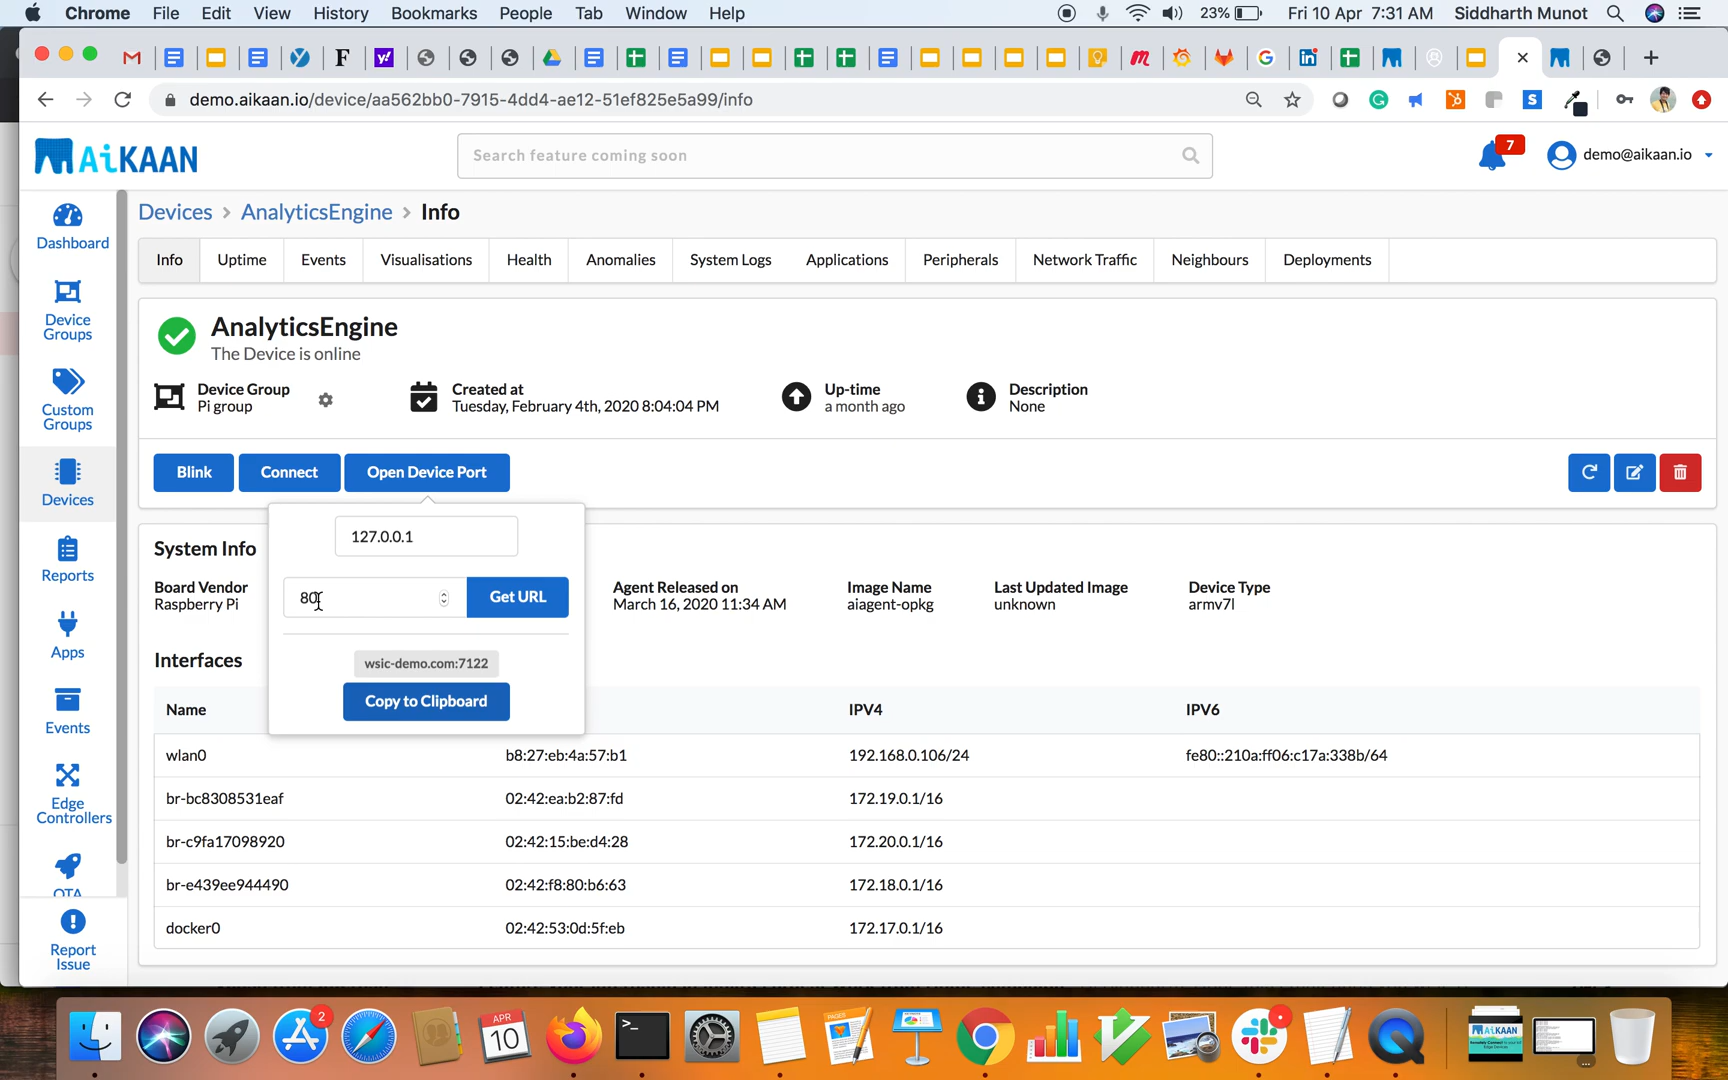 Chrome File Edit View History Bookmarks People Tab Window Help 23% Fri 10 Apr 7:31 AM Siddharth Munot
demo.aikaan.io/device/aa562bb0-7915-4dd4-ae12-51ef825e5a99/info
AiKAAN
Search feature coming soon
7
demo@aikaan.io
Dashboard
Device
Groups
Custom
Groups
Devices
Reports
Apps
Events
Edge
Controllers
OTA
Report
Issue
Devices > AnalyticsEngine > Info
Info Uptime Events Visualisations Health Anomalies System Logs Applications Peripherals Network Traffic Neighbours Deployments
AnalyticsEngine
The Device is online
Device Group
Pi group
Created at
Tuesday, February 4th, 2020 8:04:04 PM
Up-time
a month ago
Description
None
Blink Connect Open Device Port
127.0.0.1
80
Get URL
wsic-demo.com:7122
Copy to Clipboard
System Info
Board Vendor
Raspberry Pi
Agent Released on
March 16, 2020 11:34 AM
Image Name
aiagent-opkg
Last Updated Image
unknown
Device Type
armv7l
Interfaces
Name IPV4 IPV6
wlan0 b8:27:eb:4a:57:b1 192.168.0.106/24 fe80::210a:ff06:c17a:338b/64
br-bc8308531eaf 02:42:ea:b2:87:fd 172.19.0.1/16
br-c9fa17098920 02:42:15:be:d4:28 172.20.0.1/16
br-e439ee944490 02:42:f8:80:b6:63 172.18.0.1/16
docker0 02:42:53:0d:5f:eb 172.17.0.1/16
2
APR
10
PAGES
AiKAAN